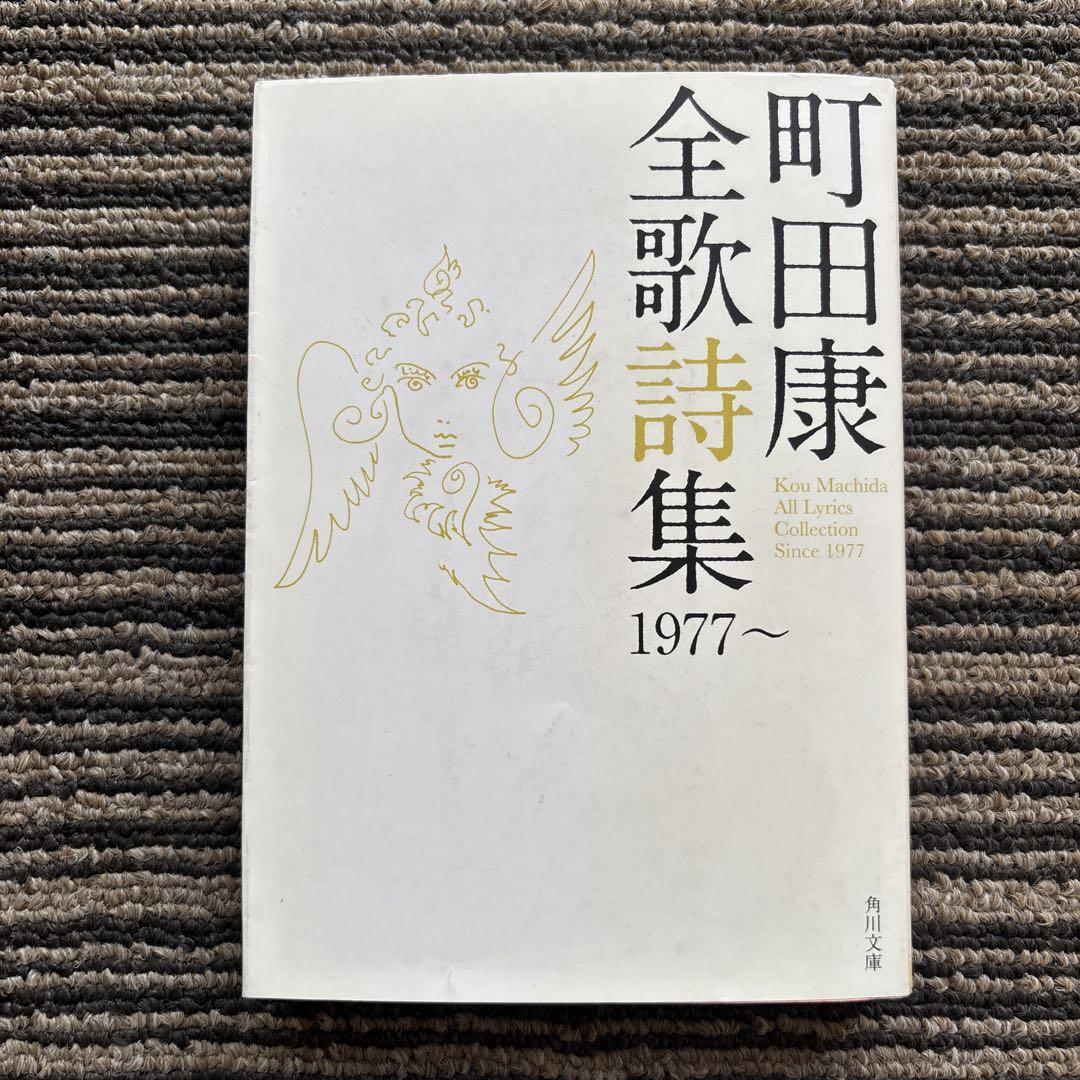 町田康
全歌詩集
1977～
Kou Machida
All Lyrics
Collection
Since 1977
角川文庫